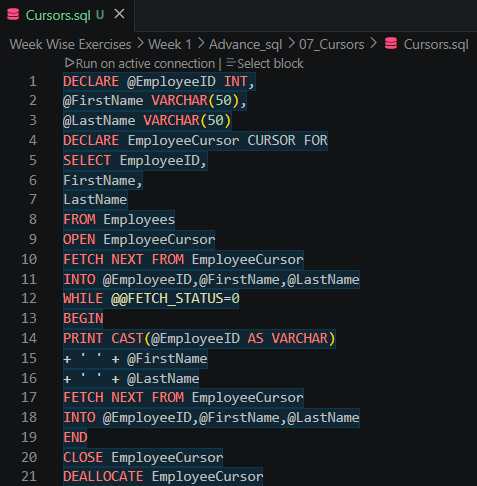 Cursors.sql U ×
Week Wise Exercises > Week 1 > Advance_sql > 07_Cursors > Cursors.sql
Run on active connection | Select block
1 DECLARE @EmployeeID INT,
2 @FirstName VARCHAR(50),
3 @LastName VARCHAR(50)
4 DECLARE EmployeeCursor CURSOR FOR
5 SELECT EmployeeID,
6 FirstName,
7 LastName
8 FROM Employees
9 OPEN EmployeeCursor
10 FETCH NEXT FROM EmployeeCursor
11 INTO @EmployeeID,@FirstName,@LastName
12 WHILE @@FETCH_STATUS=0
13 BEGIN
14 PRINT CAST(@EmployeeID AS VARCHAR)
15 + ' ' + @FirstName
16 + ' ' + @LastName
17 FETCH NEXT FROM EmployeeCursor
18 INTO @EmployeeID,@FirstName,@LastName
19 END
20 CLOSE EmployeeCursor
21 DEALLOCATE EmployeeCursor